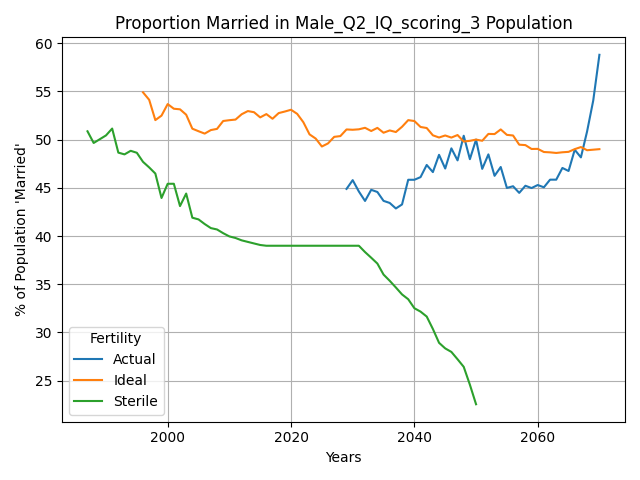 Proportion Married in Male_Q2_IQ_scoring_3 Population
60
55
50
45
40
35
30
25
% of Population 'Married'
Fertility
Actual
Ideal
Sterile
2000
2020
2040
2060
Years